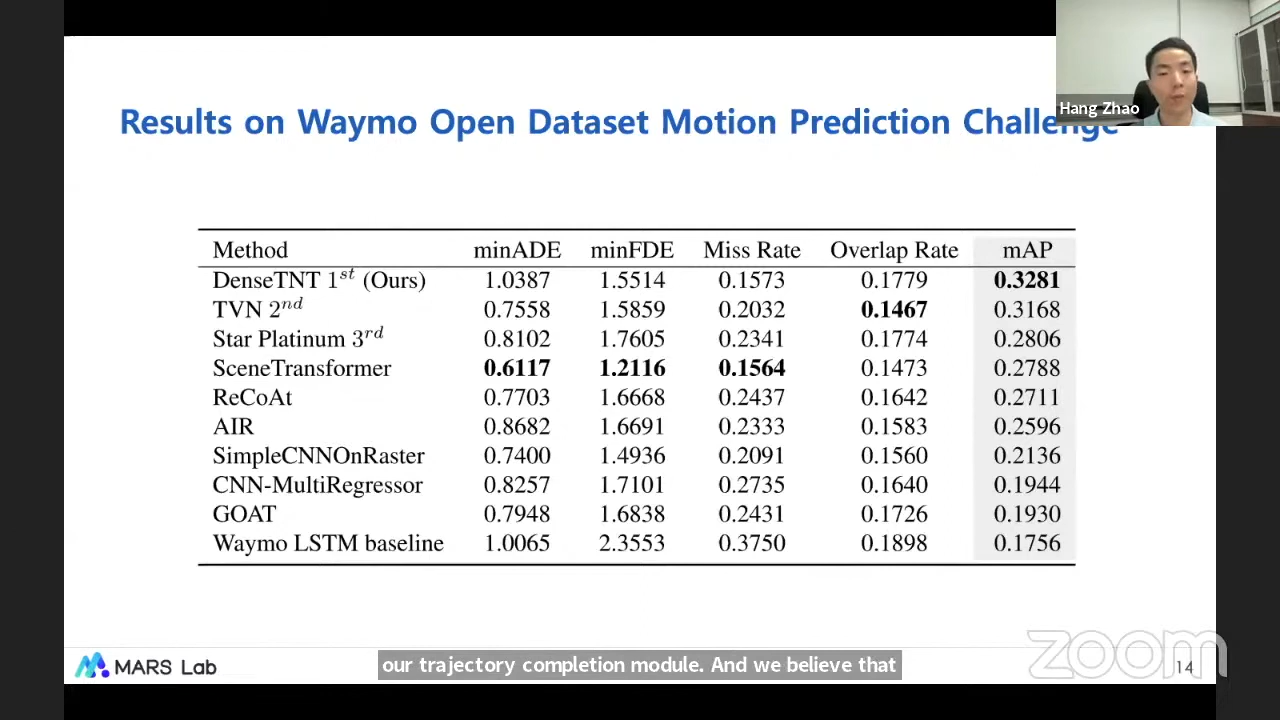 Results on Waymo Open Dataset Motion Prediction Challenge
Hang Zhao
Method minADE minFDE Miss Rate Overlap Rate mAP
DenseTNT 1st (Ours) 1.0387 1.5514 0.1573 0.1779 0.3281
TVN 2nd 0.7558 1.5859 0.2032 0.1467 0.3168
Star Platinum 3rd 0.8102 1.7605 0.2341 0.1774 0.2806
SceneTransformer 0.6117 1.2116 0.1564 0.1473 0.2788
ReCoAt 0.7703 1.6668 0.2437 0.1642 0.2711
AIR 0.8682 1.6691 0.2333 0.1583 0.2596
SimpleCNNOnRaster 0.7400 1.4936 0.2091 0.1560 0.2136
CNN-MultiRegressor 0.8257 1.7101 0.2735 0.1640 0.1944
GOAT 0.7948 1.6838 0.2431 0.1726 0.1930
Waymo LSTM baseline 1.0065 2.3553 0.3750 0.1898 0.1756
MARS Lab
our trajectory completion module. And we believe that
zoom
14